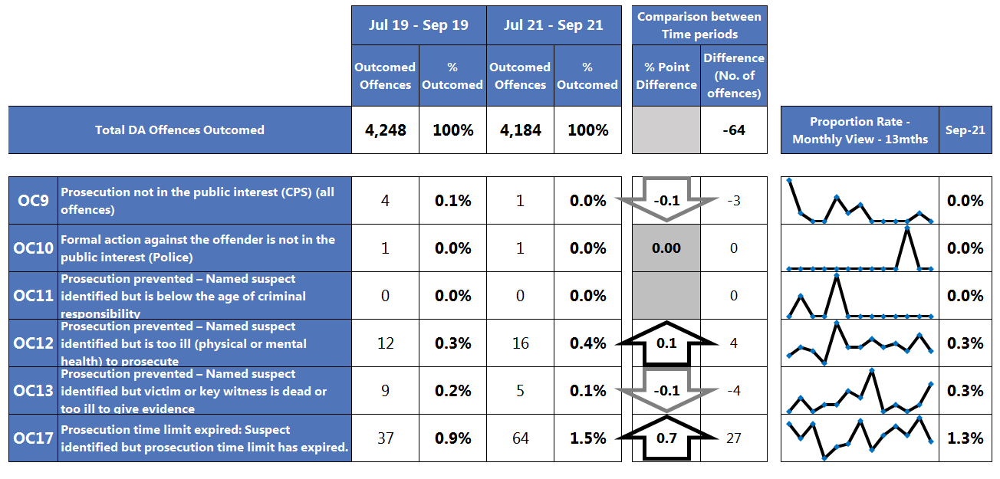 Jul 19 - Sep 19 Jul 21 - Sep 21 Comparison between
Time periods
Outcomed
Offences
%
Outcomed
Outcomed
Offences
%
Outcomed
% Point
Difference
Difference
(No. of
offences)
Total DA Offences Outcomed 4,248 100% 4,184 100% -64
Proportion Rate -
Monthly View - 13mths
Sep-21
OC9
Prosecution not in the public interest (CPS) (all
offences)
4 0.1% 1 0.0% -0.1 -3 0.0%
OC10
Formal action against the offender is not in the
public interest (Police)
1 0.0% 1 0.0% 0.00 0 0.0%
OC11
Prosecution prevented – Named suspect
identified but is below the age of criminal
responsibility
0 0.0% 0 0.0% 0 0.0%
OC12
Prosecution prevented – Named suspect
identified but is too ill (physical or mental
health) to prosecute
12 0.3% 16 0.4% 0.1 4 0.3%
OC13
Prosecution prevented – Named suspect
identified but victim or key witness is dead or
too ill to give evidence
9 0.2% 5 0.1% -0.1 -4 0.3%
OC17
Prosecution time limit expired: Suspect
identified but prosecution time limit has expired.
37 0.9% 64 1.5% 0.7 27 1.3%